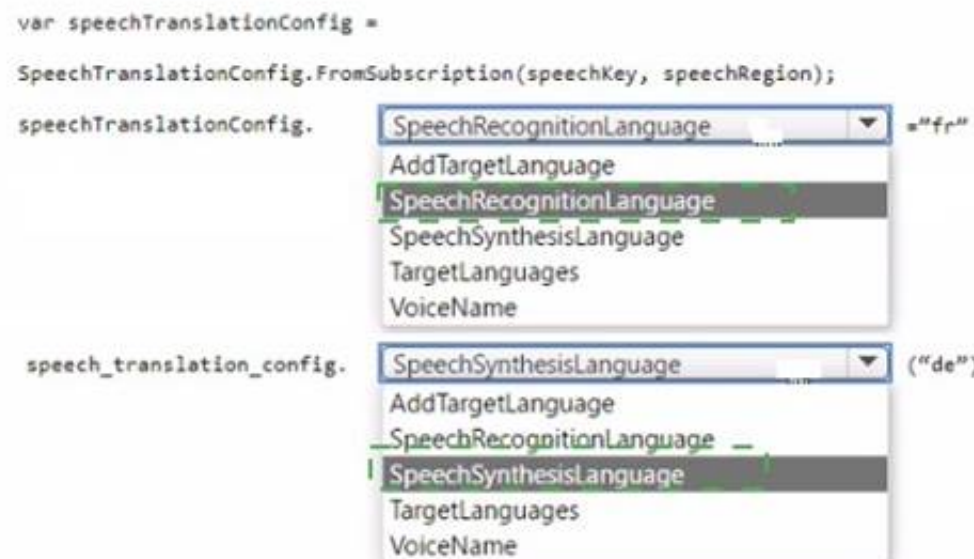 var speechTranslationConfig =
SpeechTranslationConfig.FromSubscription(speechKey, speechRegion);
speechTranslationConfig. SpeechRecognitionLanguage ="fr"
AddTargetLanguage
SpeechRecognitionLanguage
SpeechSynthesisLanguage
TargetLanguages
VoiceName
speech_translation_config. SpeechSynthesisLanguage ("de")
AddTargetLanguage
SpeechRecognitionLanguage
SpeechSynthesisLanguage
TargetLanguages
VoiceName